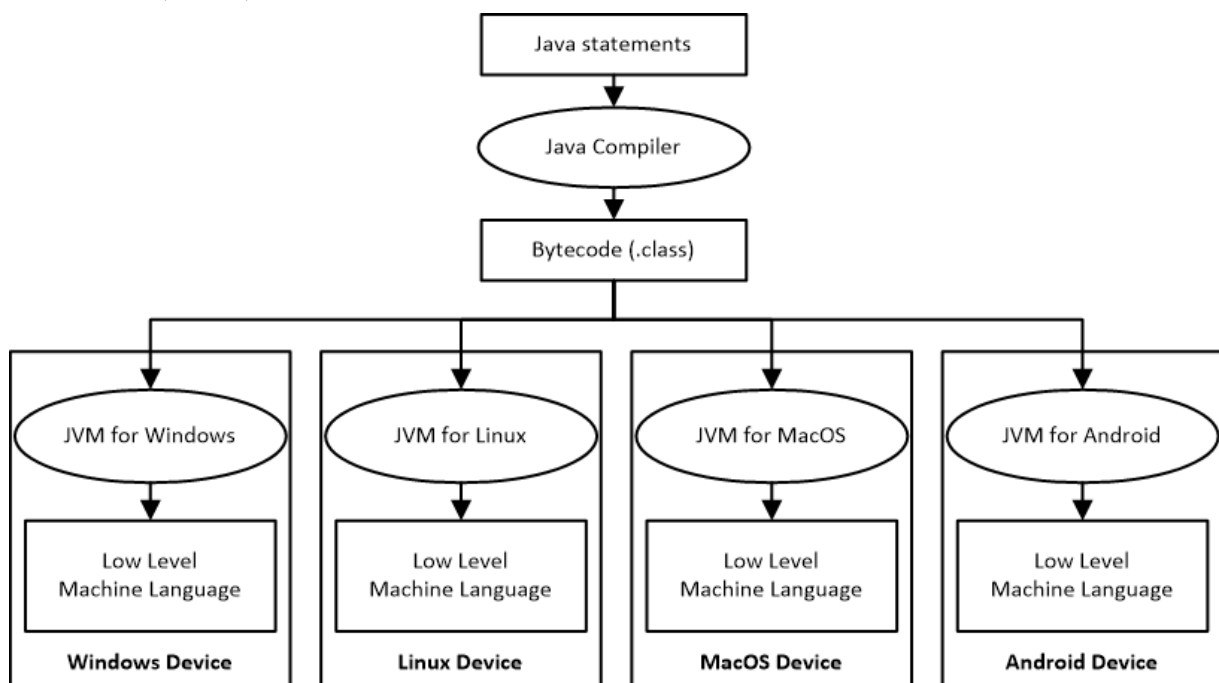 Java statements
Java Compiler
Bytecode (.class)
JVM for Windows
JVM for Linux
JVM for MacOS
JVM for Android
Low Level
Machine Language
Low Level
Machine Language
Low Level
Machine Language
Low Level
Machine Language
Windows Device
Linux Device
MacOS Device
Android Device